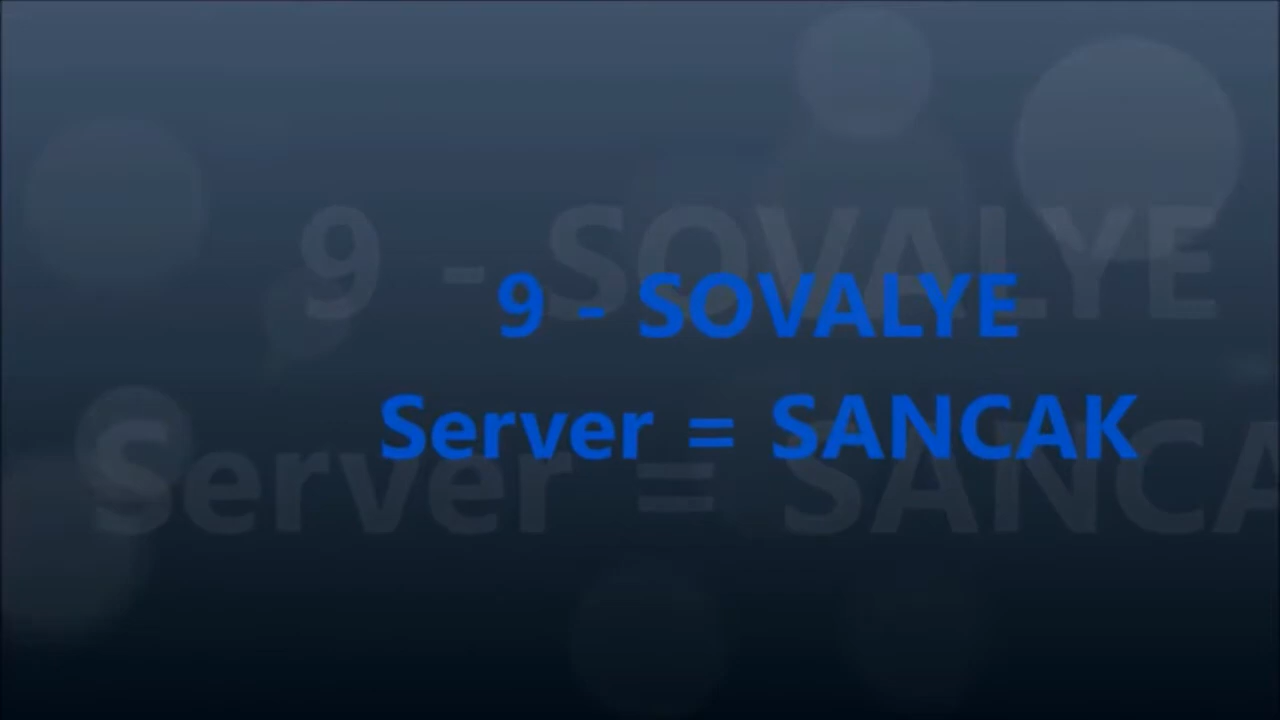 9 - SOVALYE
Server = SANCAK